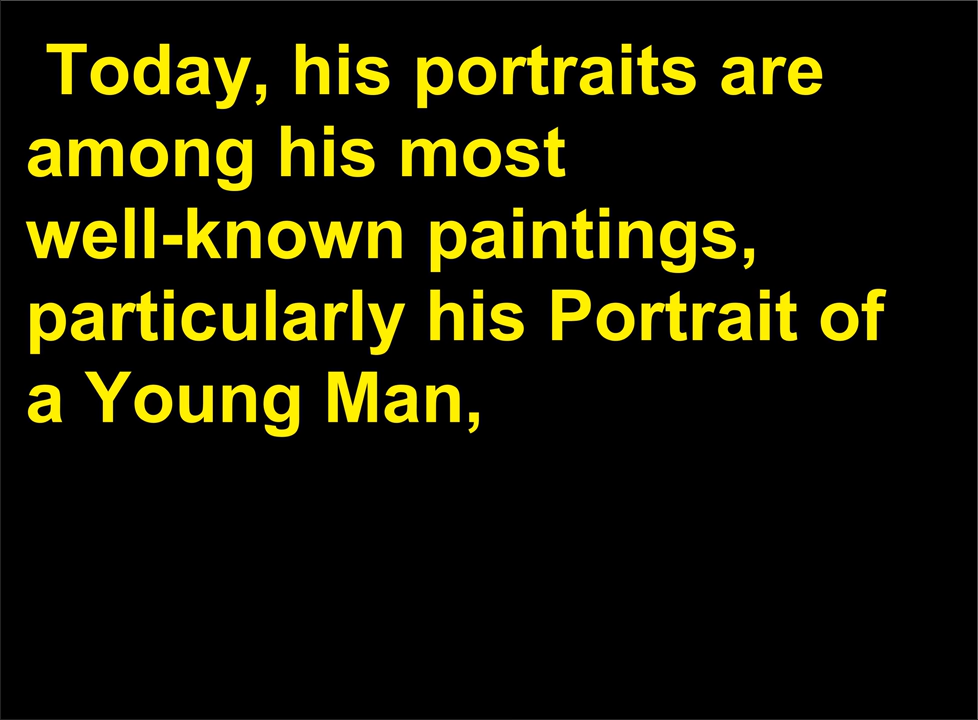 Today, his portraits are
among his most
well-known paintings,
particularly his Portrait of
a Young Man,